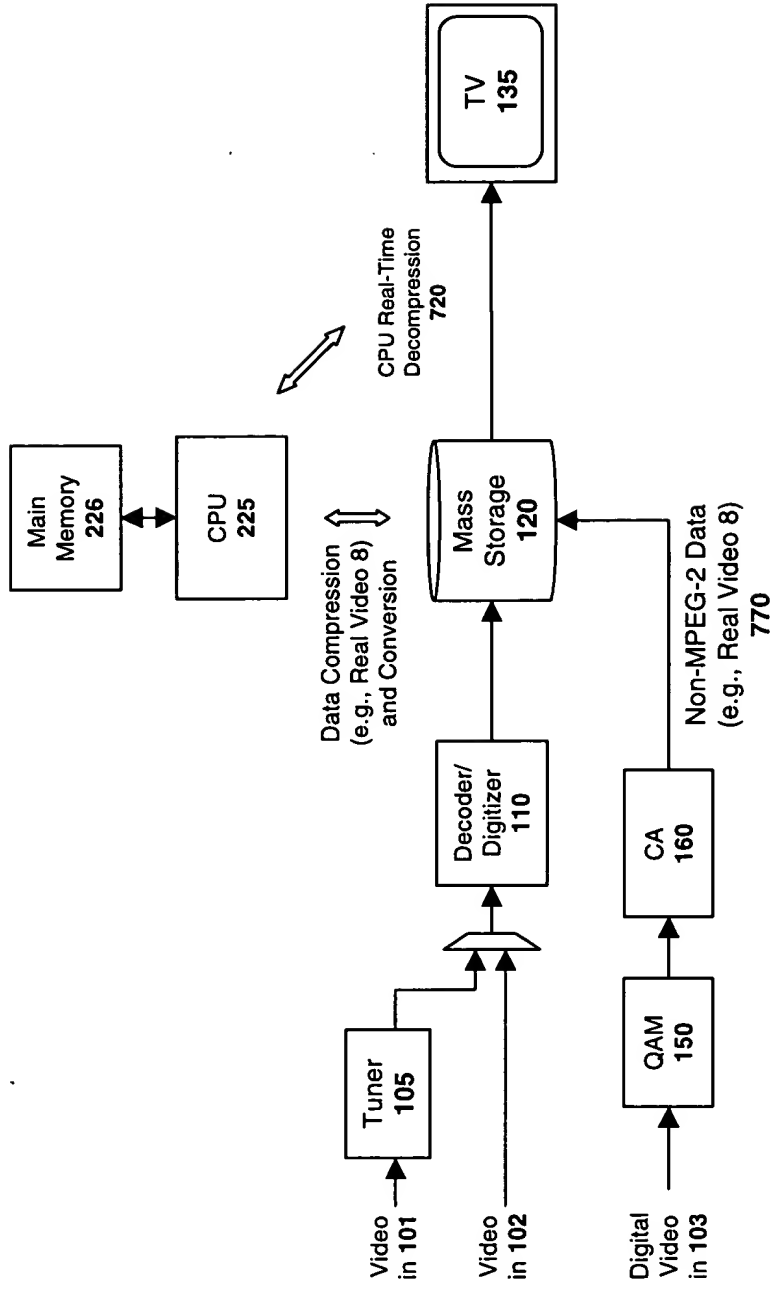 Main
Memory
226
CPU
225
TV
135
CPU Real-Time
Decompression
720
Data Compression
(e.g., Real Video 8)
and Conversion
Mass
Storage
120
Decoder/
Digitizer
110
Tuner
105
Video
in 101
Video
in 102
Digital
Video
in 103
QAM
150
CA
160
Non-MPEG-2 Data
(e.g., Real Video 8)
770